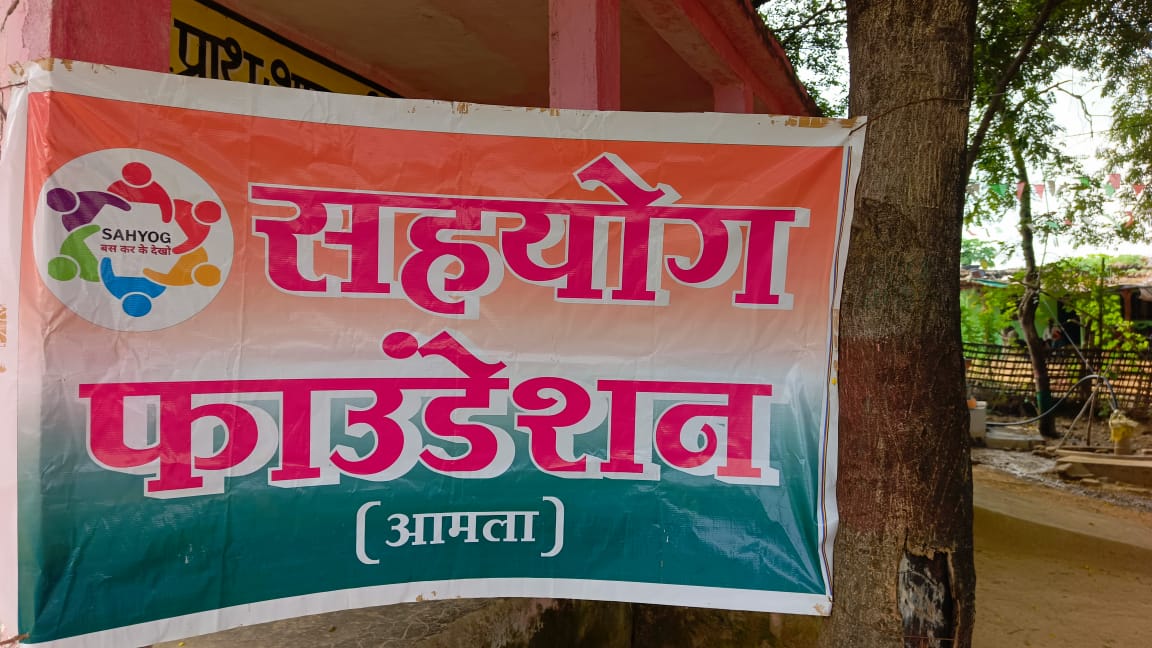 प्राथ. शाला
SAHYOG
बस कर के देखो
सहयोग
फाउंडेशन
(आमला)